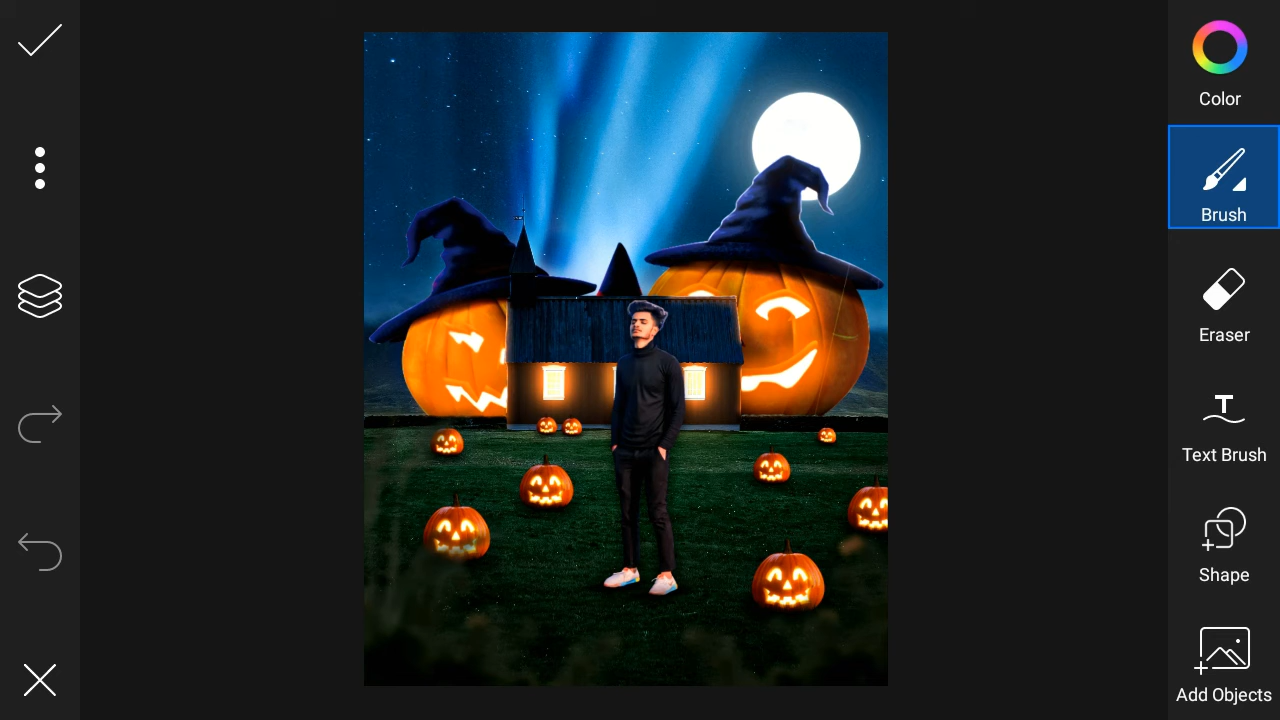 Color
Brush
Eraser
Text Brush
Shape
Add Objects